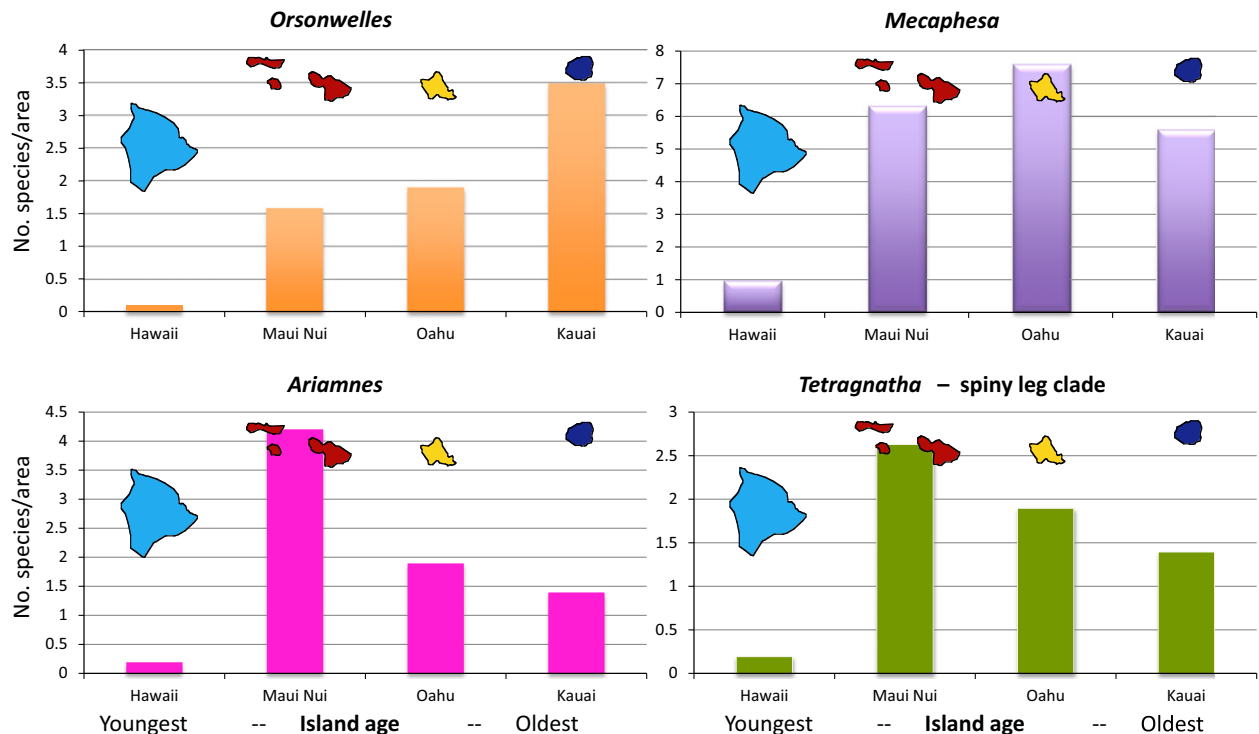 Orsonwelles
No. species/area
4
3.5
3
2.5
2
1.5
1
0.5
0
Hawaii Maui Nui Oahu Kauai
Mecaphesa
8
7
6
5
4
3
2
1
0
Hawaii Maui Nui Oahu Kauai
Ariamnes
No. species/area
4.5
4
3.5
3
2.5
2
1.5
1
0.5
0
Hawaii Maui Nui Oahu Kauai
Youngest -- Island age -- Oldest
Tetragnatha – spiny leg clade
3
2.5
2
1.5
1
0.5
0
Hawaii Maui Nui Oahu Kauai
Youngest -- Island age -- Oldest